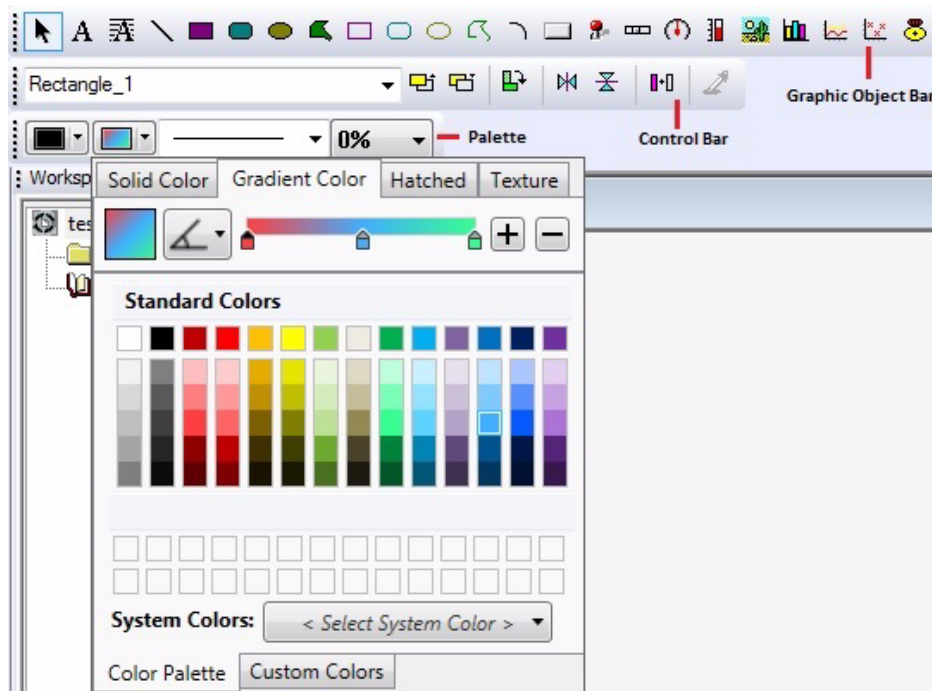 A A
Rectangle_1
Graphic Object Bar
Control Bar
0%
Palette
Worksp
Solid Color Gradient Color Hatched Texture
tes
Standard Colors
System Colors: < Select System Color >
Color Palette Custom Colors